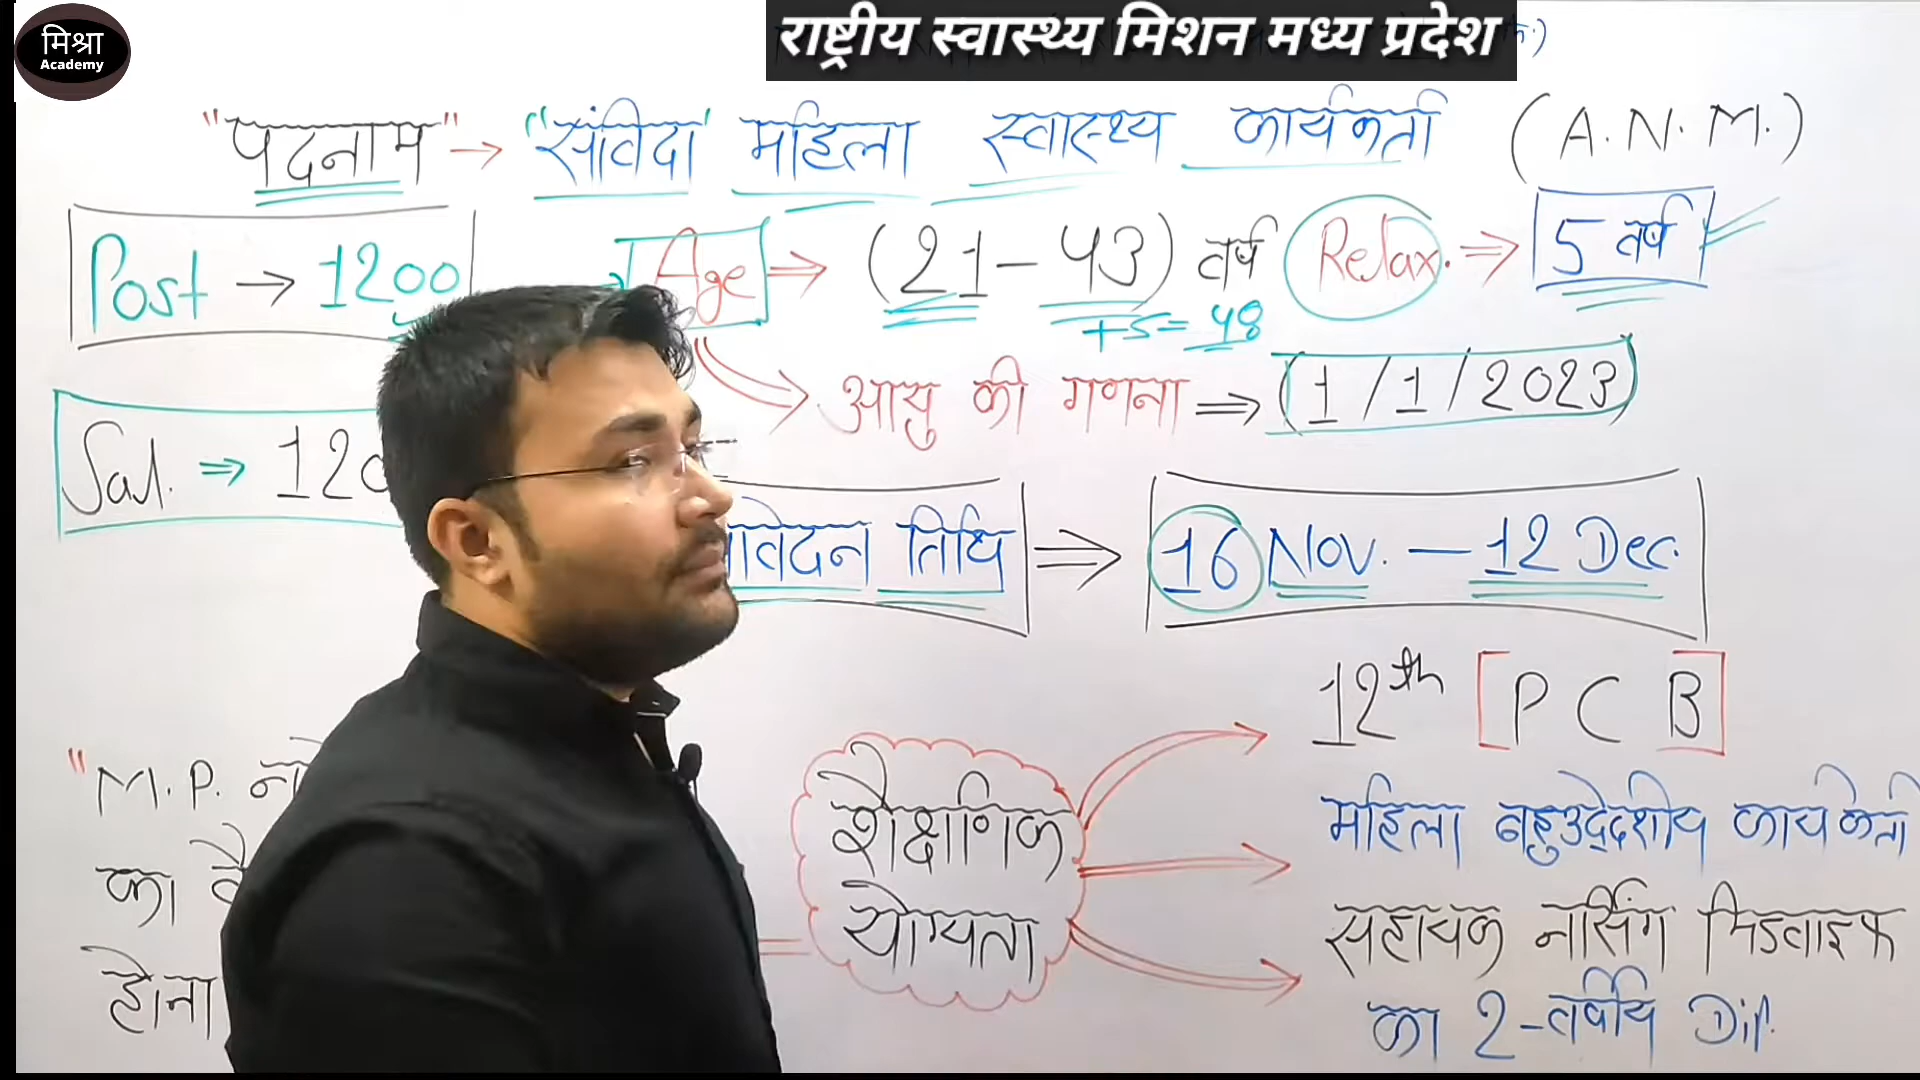 मिश्रा
Academy
राष्ट्रीय स्वास्थ्य मिशन मध्य प्रदेश
"पदनाम" → "संविदा" महिला स्वास्थ्य कार्यकर्ता (A.N.M.)
Post → 1200
Age ⇒ (21-43) वर्ष Relax. ⇒ 5 वर्ष
+5=48
आयु की गणना ⇒ (1/1/2023)
Sal. ⇒ 120
तिथि ⇒ 16 Nov. - 12 Dec.
12th [P C B]
"M.P.
का
होना
शैक्षणिक
योग्यता
महिला बहुउद्देशीय कार्यकर्ता
सहायक नर्सिंग मिडवाइफ
का 2-वर्षीय Dip.